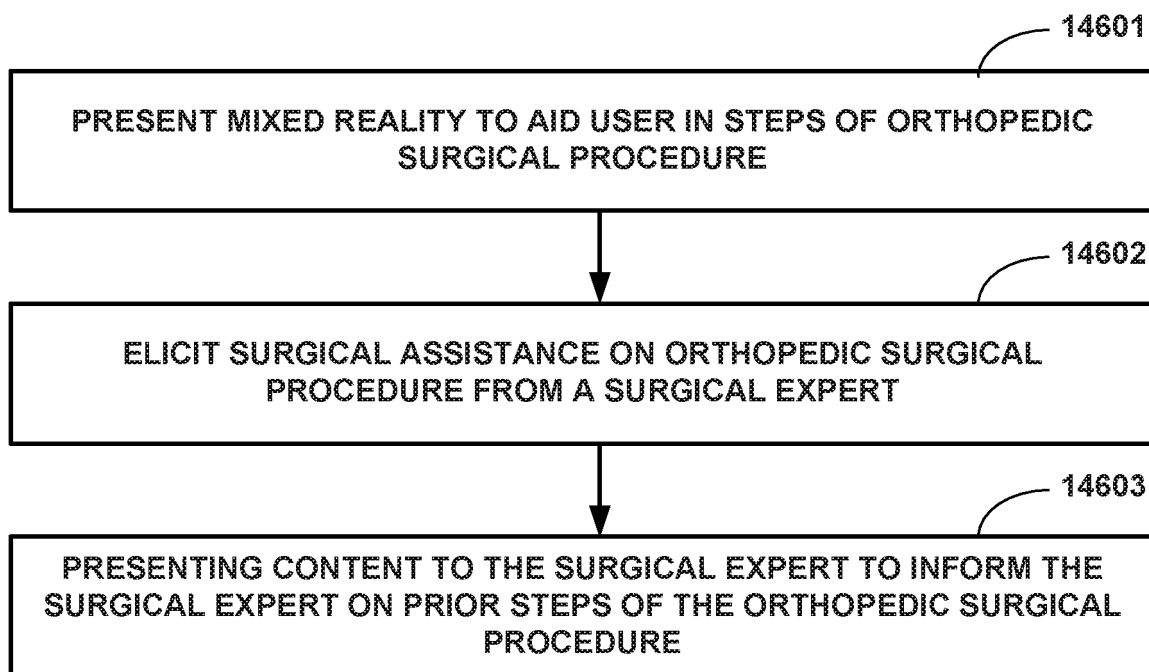 14601
PRESENT MIXED REALITY TO AID USER IN STEPS OF ORTHOPEDIC
SURGICAL PROCEDURE
14602
ELICIT SURGICAL ASSISTANCE ON ORTHOPEDIC SURGICAL
PROCEDURE FROM A SURGICAL EXPERT
14603
PRESENTING CONTENT TO THE SURGICAL EXPERT TO INFORM THE
SURGICAL EXPERT ON PRIOR STEPS OF THE ORTHOPEDIC SURGICAL
PROCEDURE